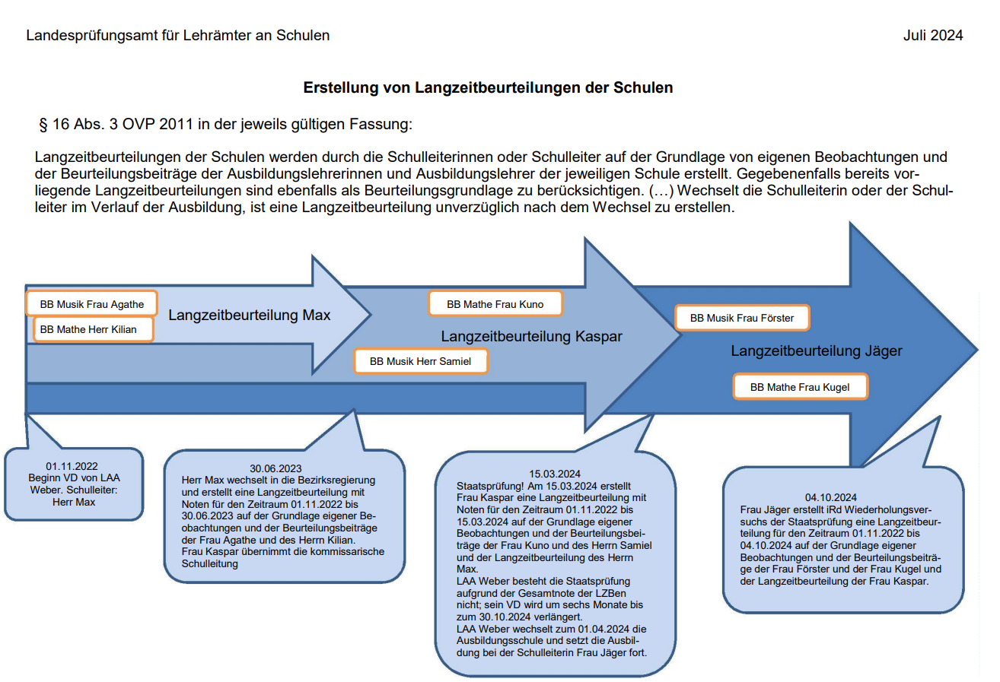 Landesprüfungsamt für Lehrämter an Schulen
Juli 2024
Erstellung von Langzeitbeurteilungen der Schulen
§ 16 Abs. 3 OVP 2011 in der jeweils gültigen Fassung:
Langzeitbeurteilungen der Schulen werden durch die Schulleiterinnen oder Schulleiter auf der Grundlage von eigenen Beobachtungen und
der Beurteilungsbeiträge der Ausbildungslehrerinnen und Ausbildungslehrer der jeweiligen Schule erstellt. Gegebenenfalls bereits vor-
liegende Langzeitbeurteilungen sind ebenfalls als Beurteilungsgrundlage zu berücksichtigen. (…) Wechselt die Schulleiterin oder der Schul-
leiter im Verlauf der Ausbildung, ist eine Langzeitbeurteilung unverzüglich nach dem Wechsel zu erstellen.
BB Musik Frau Agathe
BB Mathe Herr Kilian
Langzeitbeurteilung Max
BB Mathe Frau Kuno
Langzeitbeurteilung Kaspar
BB Musik Herr Samiel
BB Musik Frau Förster
Langzeitbeurteilung Jäger
BB Mathe Frau Kugel
01.11.2022
Beginn VD von LAA
Weber. Schulleiter:
Herr Max
30.06.2023
Herr Max wechselt in die Bezirksregierung
und erstellt eine Langzeitbeurteilung mit
Noten für den Zeitraum 01.11.2022 bis
30.06.2023 auf der Grundlage eigener Be-
obachtungen und der Beurteilungsbeiträge
der Frau Agathe und des Herrn Kilian.
Frau Kaspar übernimmt die kommissarische
Schulleitung
15.03.2024
Staatsprüfung! Am 15.03.2024 erstellt
Frau Kaspar eine Langzeitbeurteilung mit
Noten für den Zeitraum 01.11.2022 bis
15.03.2024 auf der Grundlage eigener
Beobachtungen und der Beurteilungsbei-
träge der Frau Kuno und des Herrn Samiel
und der Langzeitbeurteilung des Herrn
Max.
LAA Weber besteht die Staatsprüfung
aufgrund der Gesamtnote der LZBen
nicht; sein VD wird um sechs Monate bis
zum 30.10.2024 verlängert.
LAA Weber wechselt zum 01.04.2024 die
Ausbildungsschule und setzt die Ausbil-
dung bei der Schulleiterin Frau Jäger fort.
04.10.2024
Frau Jäger erstellt iRd Wiederholungsver-
suchs der Staatsprüfung eine Langzeitbeur-
teilung für den Zeitraum 01.11.2022 bis
04.10.2024 auf der Grundlage eigener
Beobachtungen und der Beurteilungsbeiträ-
ge der Frau Förster und der Frau Kugel und
der Langzeitbeurteilung der Frau Kaspar.